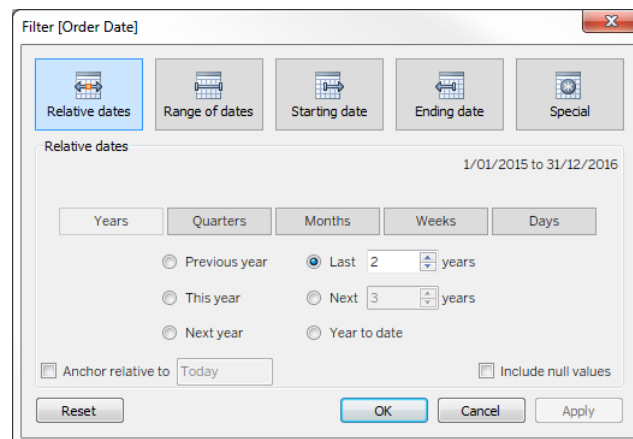 Filter [Order Date]
Relative dates Range of dates Starting date Ending date Special
Relative dates
1/01/2015 to 31/12/2016
Years Quarters Months Weeks Days
Previous year Last 2 years
This year Next 3 years
Next year Year to date
Anchor relative to Today Include null values
Reset OK Cancel Apply